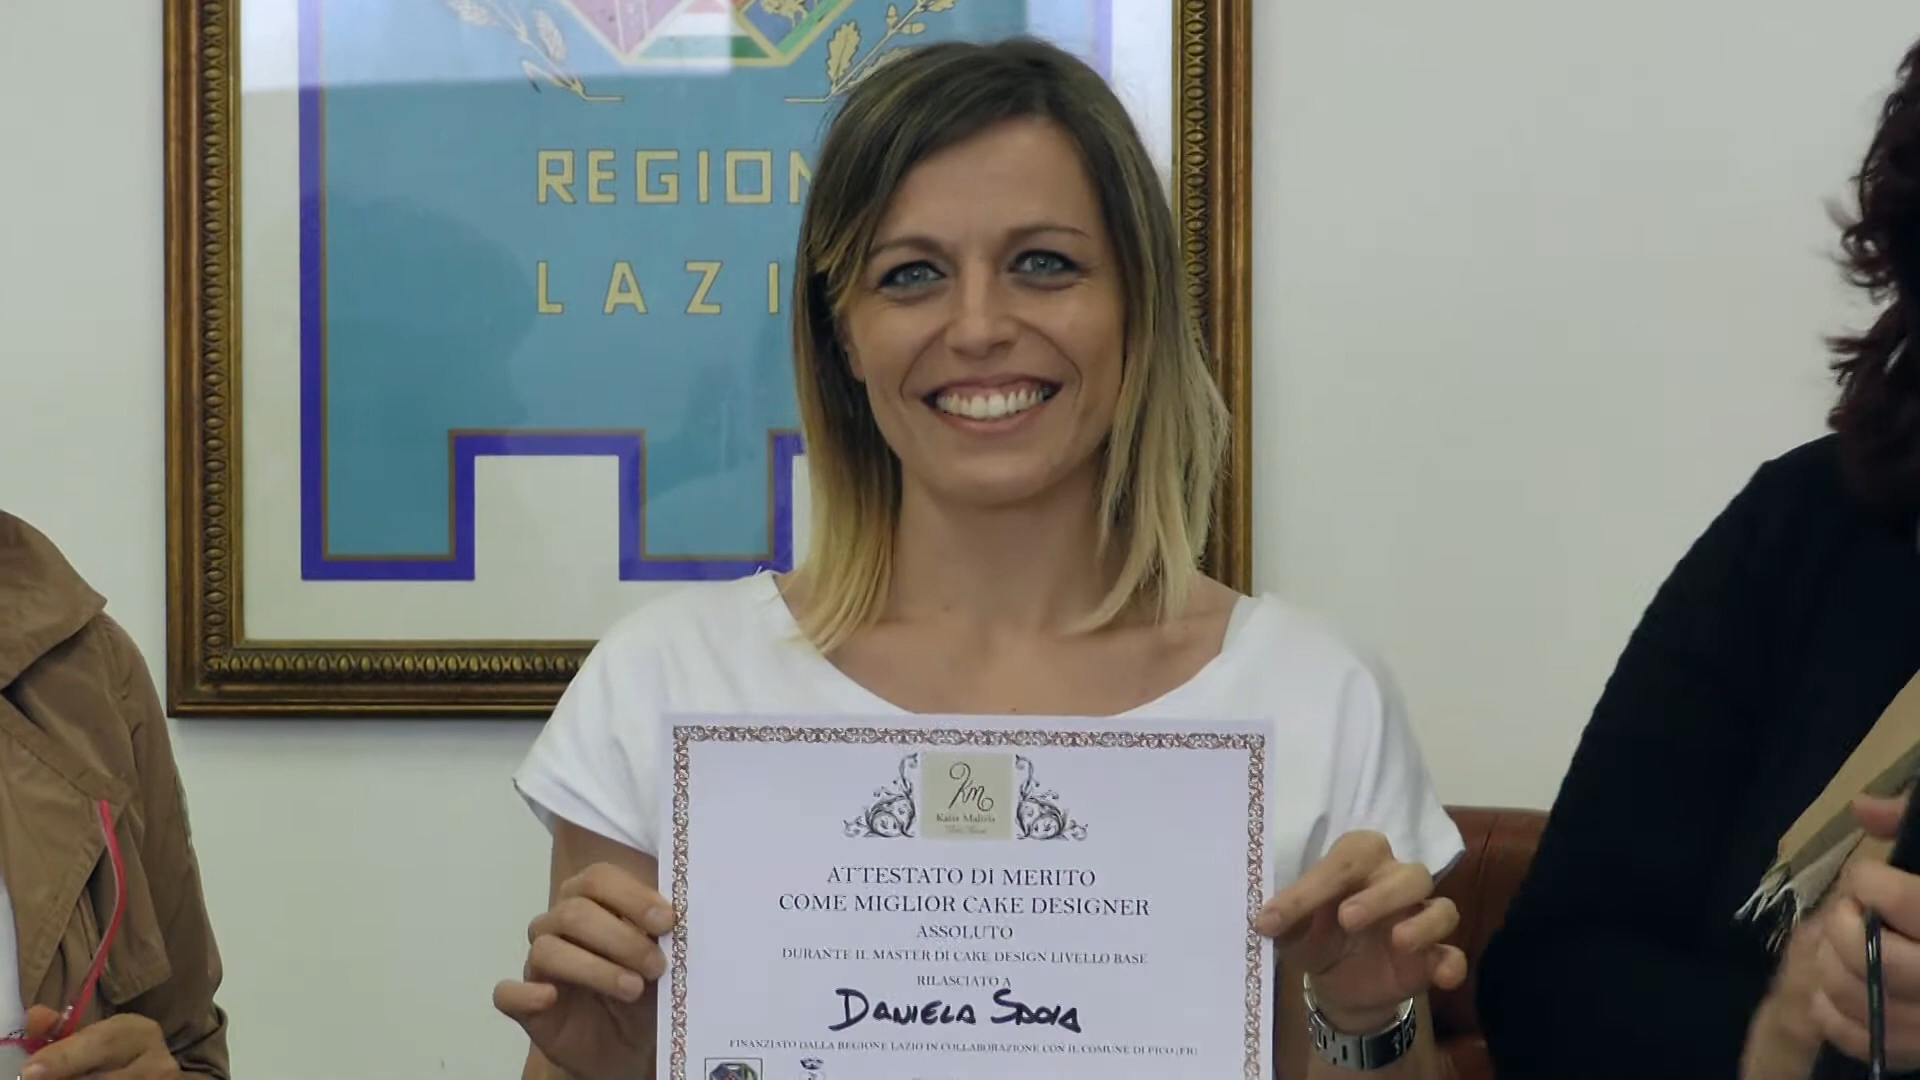 REGION
LAZI
Km
Katia Malizia
ATTESTATO DI MERITO
COME MIGLIOR CAKE DESIGNER
ASSOLUTO
DURANTE IL MASTER DI CAKE DESIGN LIVELLO BASE
RILASCIATO A
DANIELA
FINANZIATO DALLA REGIONE LAZIO IN COLLABORAZIONE CON IL COMUNE DI PICO (FR)